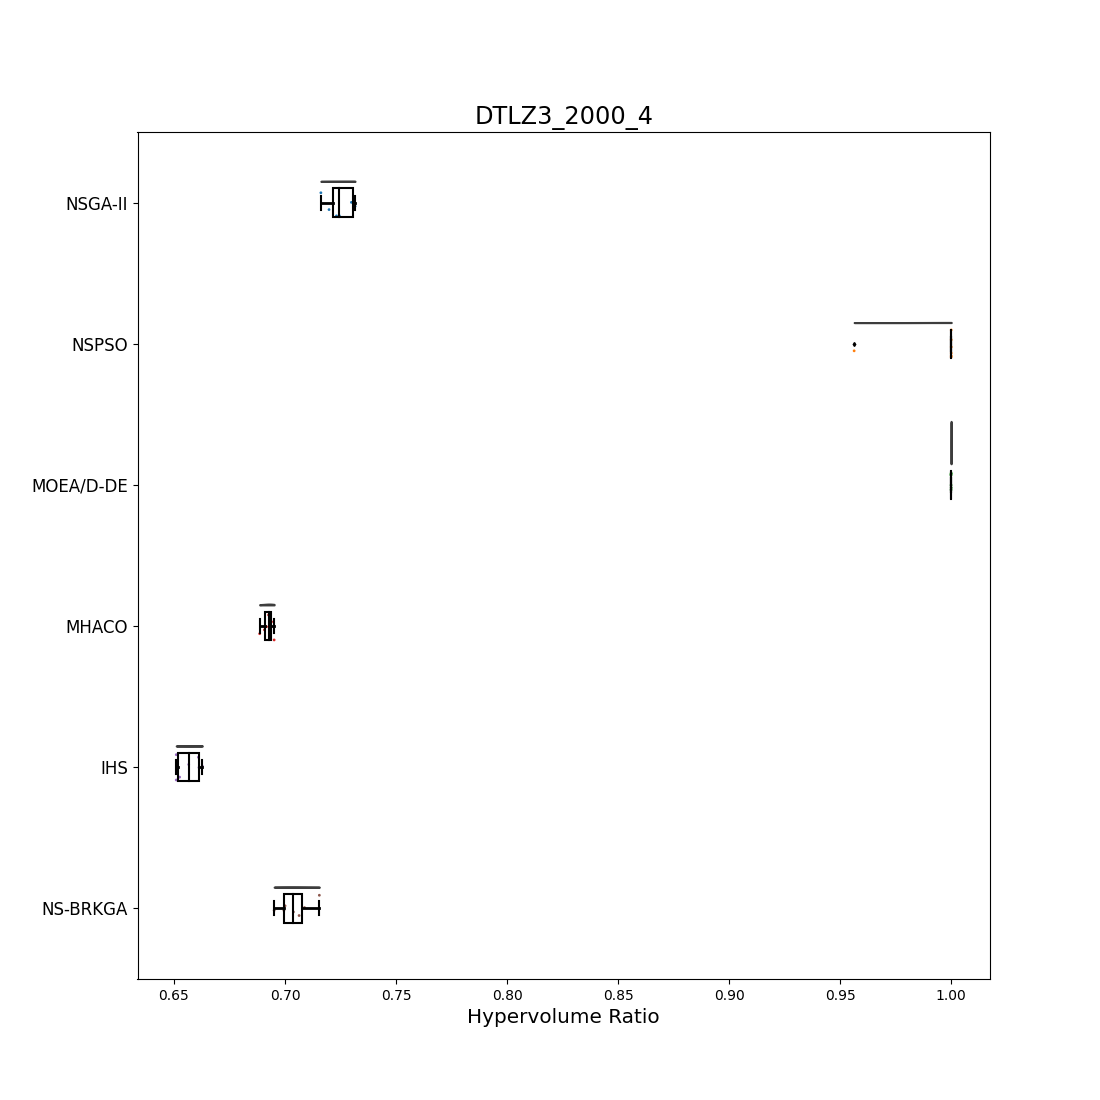 DTLZ3_2000_4
NSGA-II
NSPSO
MOEA/D-DE
MHACO
IHS
NS-BRKGA
0.65 0.70 0.75 0.80 0.85 0.90 0.95 1.00
Hypervolume Ratio